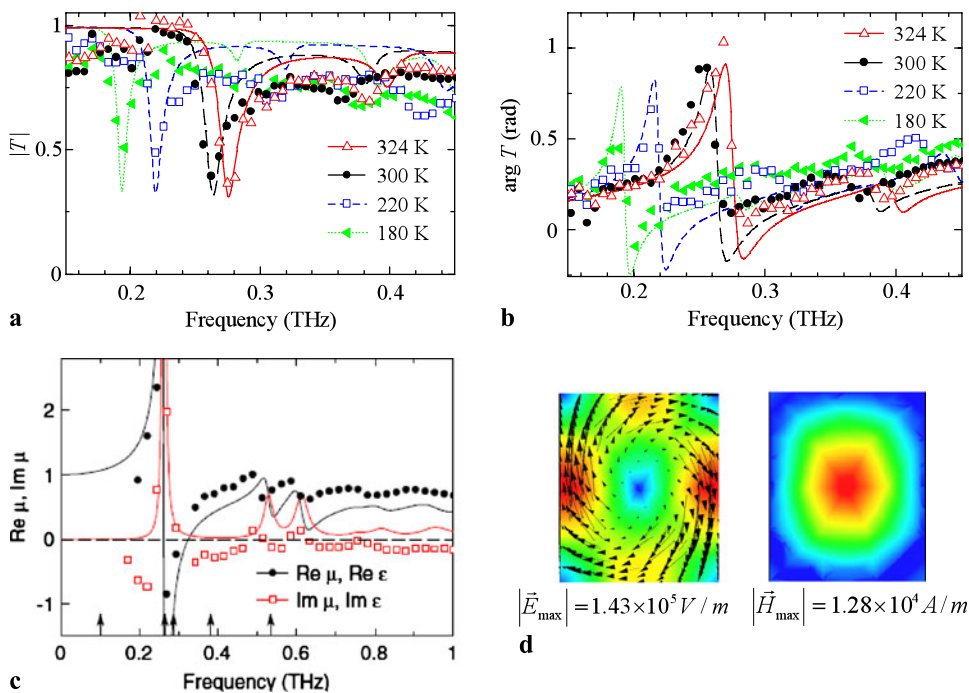 a
|T|
1
0.5
0
0.2
0.3
0.4
Frequency (THz)
324 K
300 K
220 K
180 K
b
arg T (rad)
1
0.5
0
0.2
0.3
0.4
Frequency (THz)
324 K
300 K
220 K
180 K
c
Re μ, Im μ
2
1
0
-1
0
0.2
0.4
0.6
0.8
1
Frequency (THz)
Re μ, Re ε
Im μ, Im ε
d
|E⃗max| = 1.43×10⁵ V/m
|H⃗max| = 1.28×10⁴ A/m